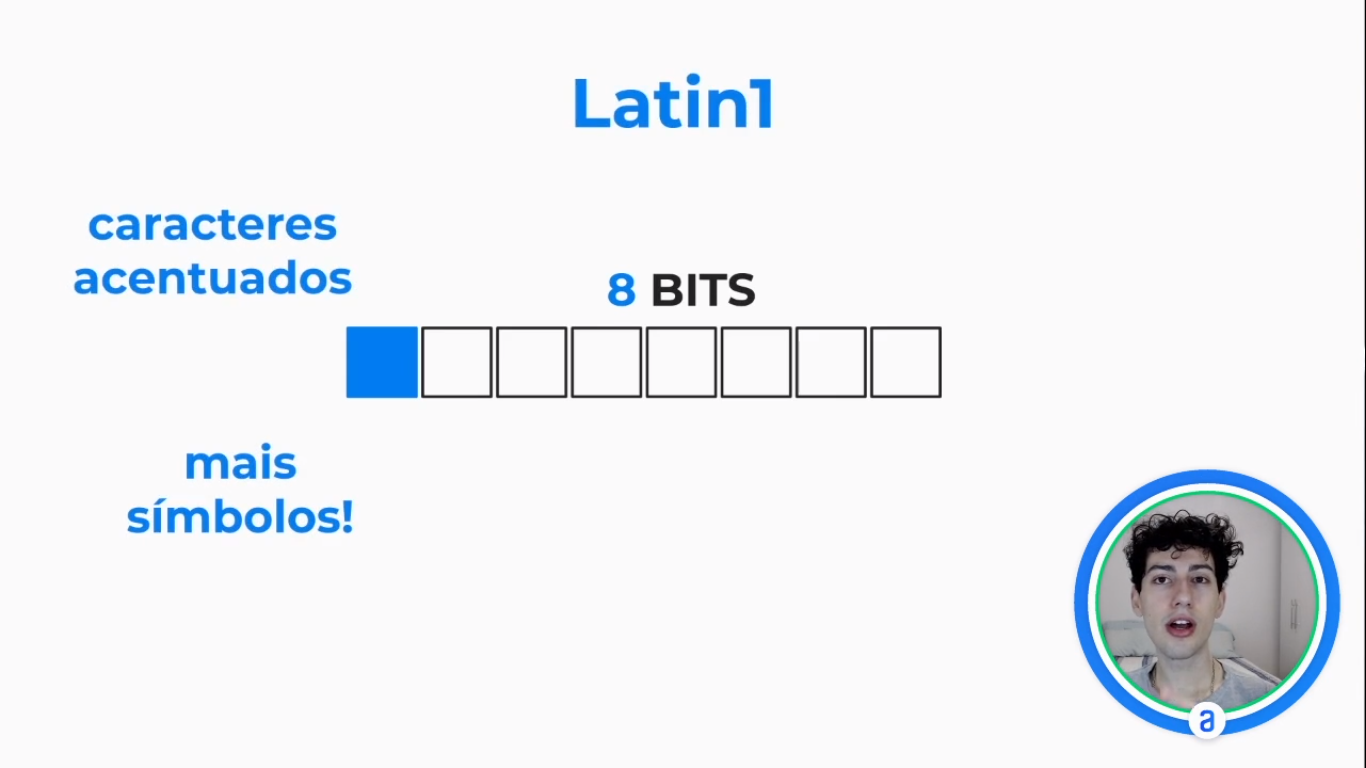 Latin1
caracteres
acentuados
8 BITS
mais
símbolos!
a